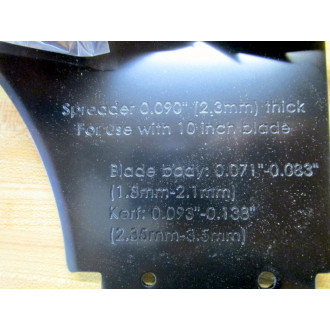 Spreader 0.090" (2.3mm) thick
For use with 10 inch blade
Blade body: 0.071"-0.083"
(1.8mm-2.1mm)
Kerf: 0.093"-0.138"
(2.35mm-3.5mm)